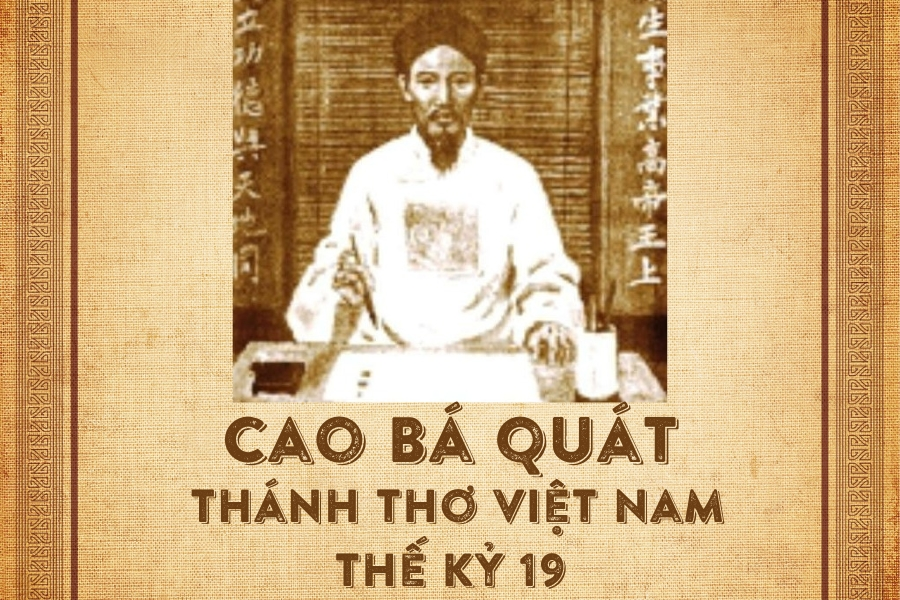 生事業高帝王上
立功德與天地同
CAO BÁ QUÁT
THÁNH THƠ VIỆT NAM
THẾ KỶ 19